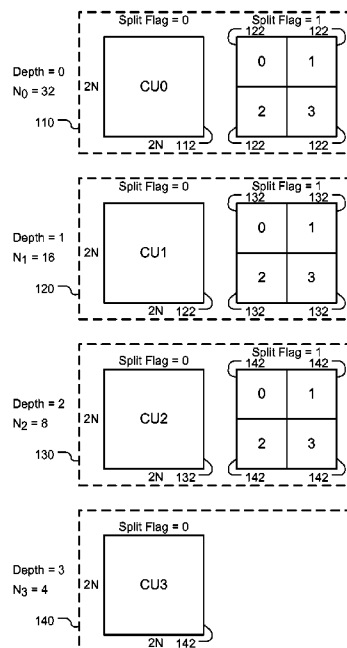 Split Flag = 0 Split Flag = 1
122 122
Depth = 0
N0 = 32
110
2N
CU0
0 1
2 3
2N 112
122 122
Split Flag = 0 Split Flag = 1
132 132
Depth = 1
N1 = 16
120
2N
CU1
0 1
2 3
2N 122
132 132
Split Flag = 0 Split Flag = 1
142 142
Depth = 2
N2 = 8
130
2N
CU2
0 1
2 3
2N 132
142 142
Split Flag = 0
Depth = 3
N3 = 4
140
2N
CU3
2N 142